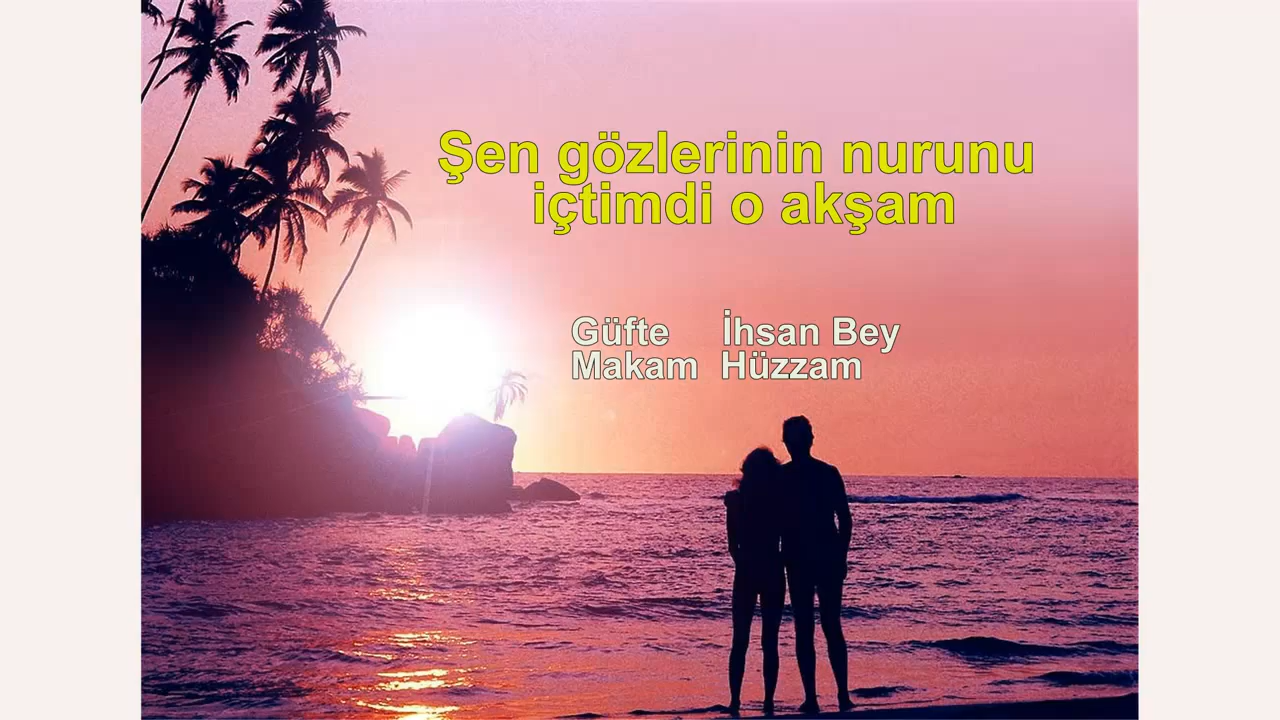 Şen gözlerinin nurunu
içtimdi o akşam
Güfte İhsan Bey
Makam Hüzzam